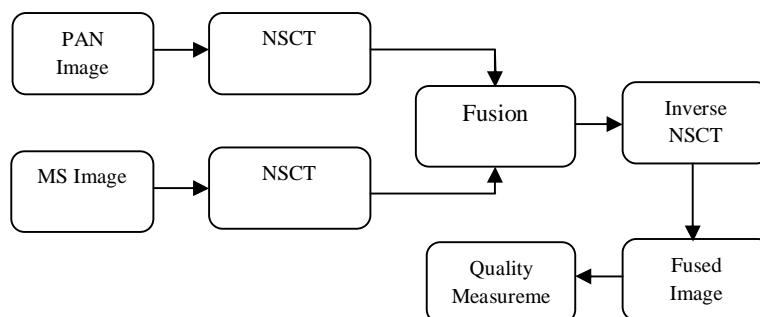 PAN
Image
NSCT
Fusion
Inverse
NSCT
MS Image
NSCT
Quality
Measureme
Fused
Image